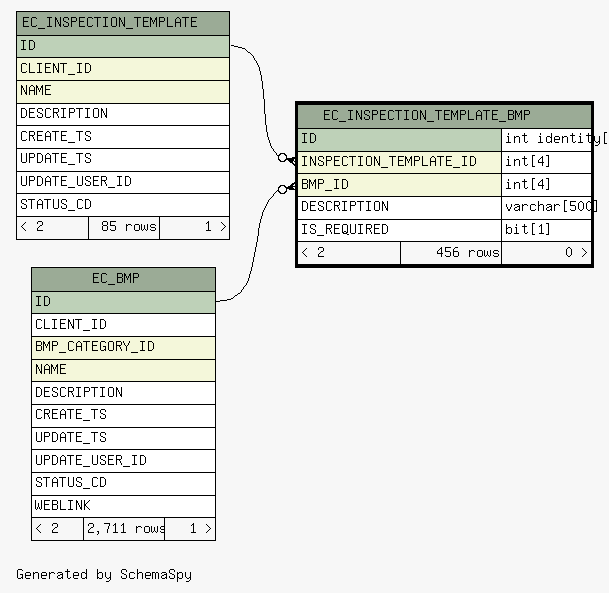 EC_INSPECTION_TEMPLATE
ID
CLIENT_ID
NAME
DESCRIPTION
CREATE_TS
UPDATE_TS
UPDATE_USER_ID
STATUS_CD
< 2 85 rows 1 >
EC_INSPECTION_TEMPLATE_BMP
ID int identity[
INSPECTION_TEMPLATE_ID int[4]
BMP_ID int[4]
DESCRIPTION varchar[500]
IS_REQUIRED bit[1]
< 2 456 rows 0 >
EC_BMP
ID
CLIENT_ID
BMP_CATEGORY_ID
NAME
DESCRIPTION
CREATE_TS
UPDATE_TS
UPDATE_USER_ID
STATUS_CD
WEBLINK
< 2 2,711 rows 1 >
Generated by SchemaSpy